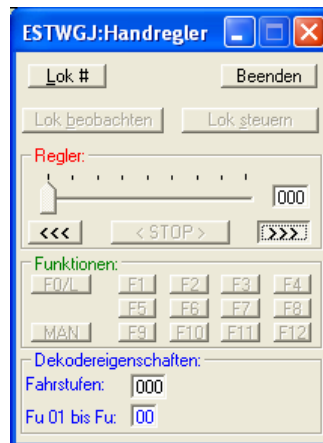 ESTWGJ:Handregler
Lok # Beenden
Lok beobachten Lok steuern
Regler:
000
<<< < STOP > >>>
Funktionen:
F0/L F1 F2 F3 F4
F5 F6 F7 F8
MAN F9 F10 F11 F12
Dekodereigenschaften:
Fahrstufen: 000
Fu 01 bis Fu: 00